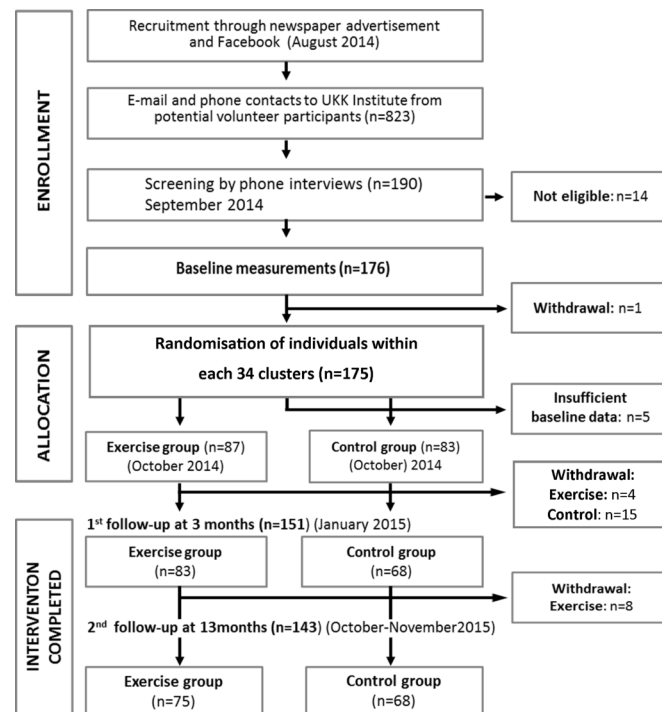 ENROLLMENT
Recruitment through newspaper advertisement
and Facebook (August 2014)
E-mail and phone contacts to UKK Institute from
potential volunteer participants (n=823)
Screening by phone interviews (n=190)
September 2014
Not eligible: n=14
Baseline measurements (n=176)
Withdrawal: n=1
ALLOCATION
Randomisation of individuals within
each 34 clusters (n=175)
Insufficient
baseline data: n=5
Exercise group (n=87)
(October 2014)
Control group (n=83)
(October) 2014
Withdrawal:
Exercise: n=4
Control: n=15
INTERVENTON
COMPLETED
1st follow-up at 3 months (n=151) (January 2015)
Exercise group
(n=83)
Control group
(n=68)
Withdrawal:
Exercise: n=8
2nd follow-up at 13months (n=143) (October-November2015)
Exercise group
(n=75)
Control group
(n=68)